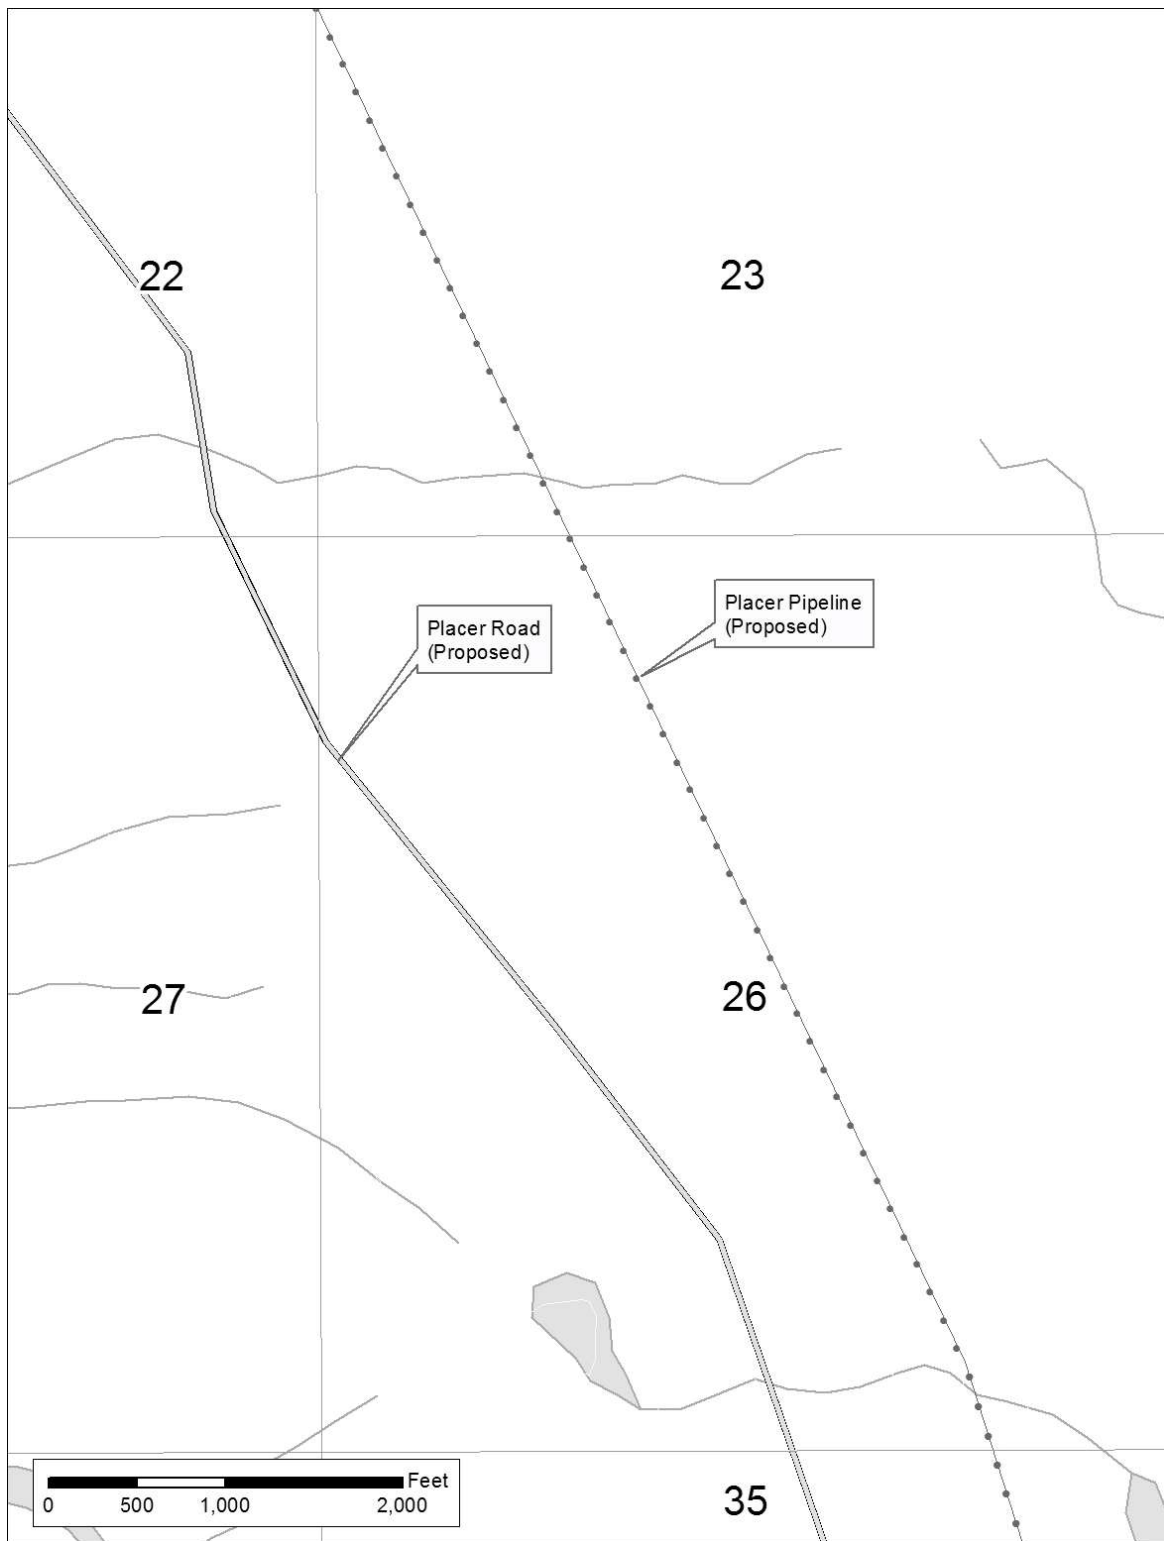 22
23
Placer Pipeline
(Proposed)
Placer Road
(Proposed)
27
26
Feet
0 500 1,000 2,000
35